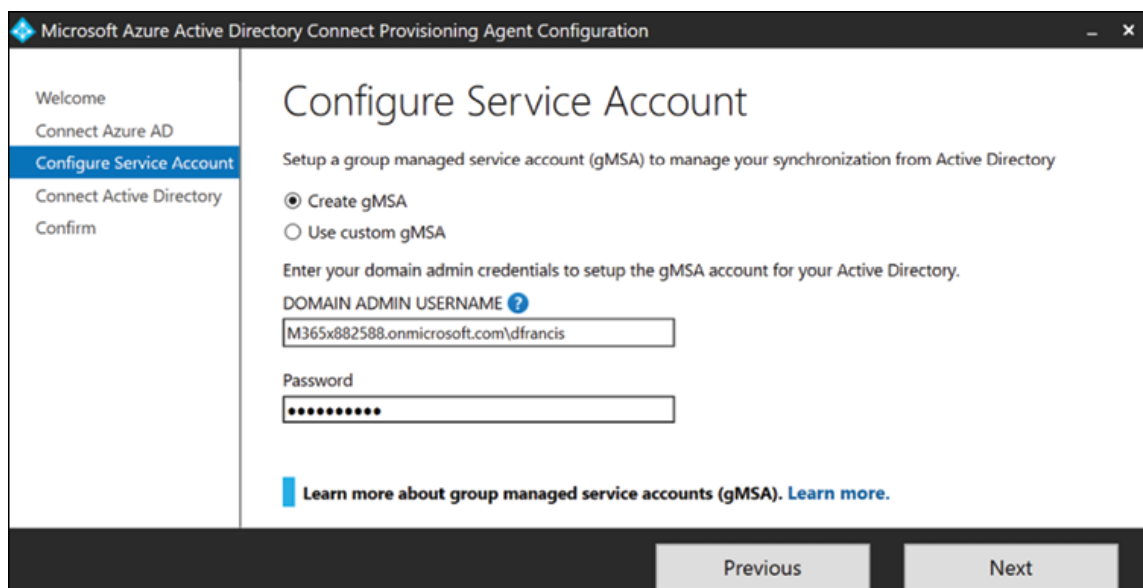 Microsoft Azure Active Directory Connect Provisioning Agent Configuration
Welcome
Connect Azure AD
Configure Service Account
Connect Active Directory
Confirm
Configure Service Account
Setup a group managed service account (gMSA) to manage your synchronization from Active Directory
Create gMSA
Use custom gMSA
Enter your domain admin credentials to setup the gMSA account for your Active Directory.
DOMAIN ADMIN USERNAME ?
M365x882588.onmicrosoft.com\dfrancis
Password
●●●●●●●●●●
Learn more about group managed service accounts (gMSA). Learn more.
Previous
Next